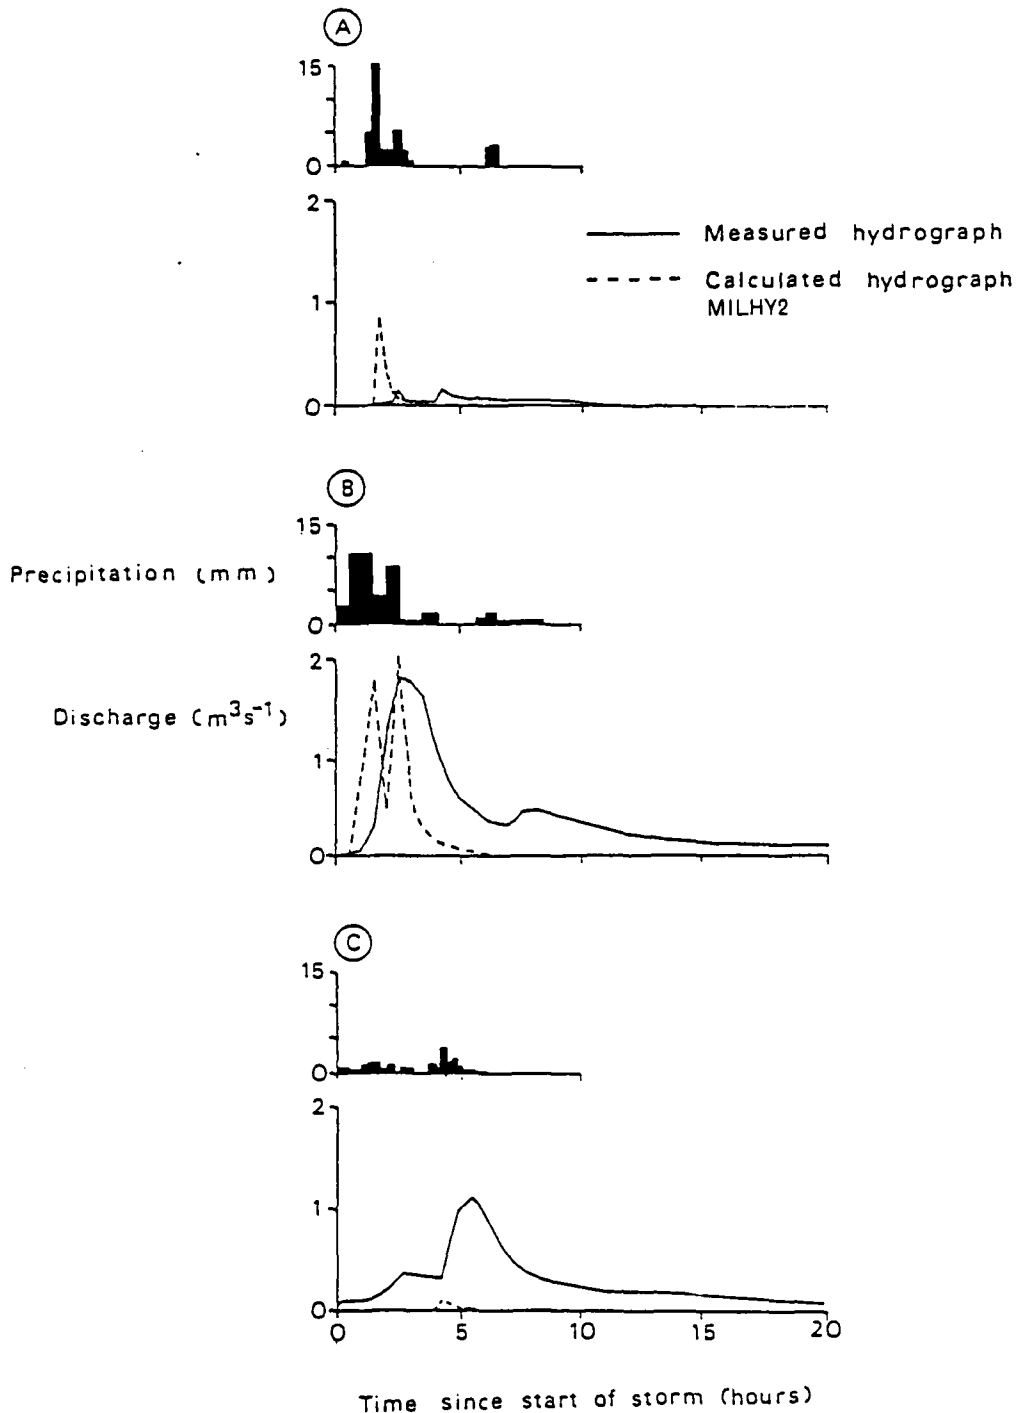 A
15
0
2
1
0
Measured hydrograph
Calculated hydrograph
MILHY2
B
15
Precipitation (mm)
0
2
Discharge (m³s⁻¹)
1
0
C
15
0
2
1
0
0 5 10 15 20
Time since start of storm (hours)